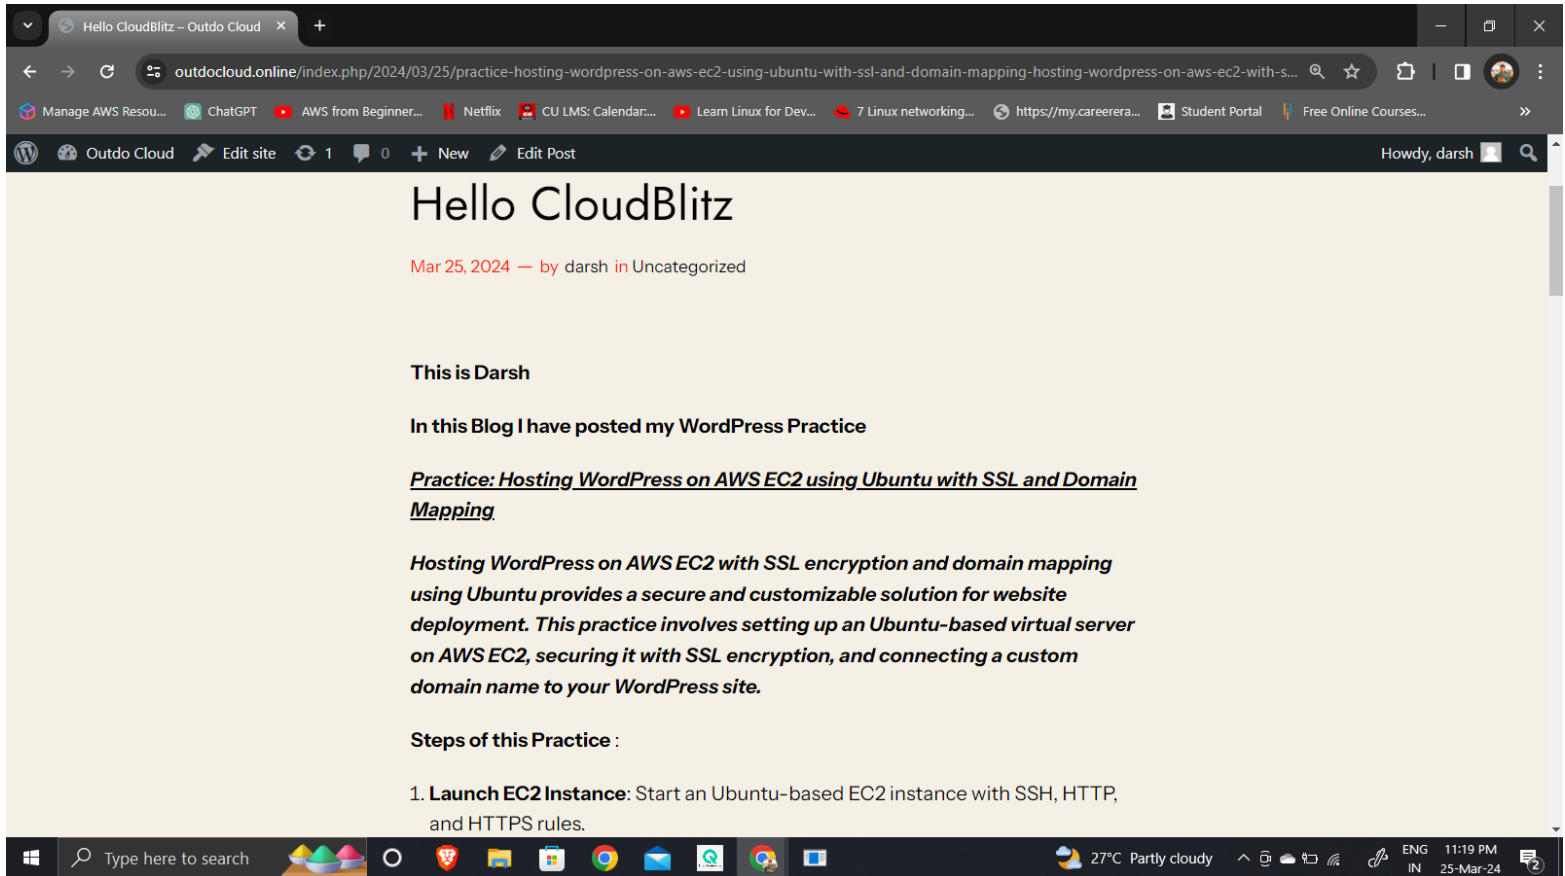 Hello CloudBlitz – Outdo Cloud
outdocloud.online/index.php/2024/03/25/practice-hosting-wordpress-on-aws-ec2-using-ubuntu-with-ssl-and-domain-mapping-hosting-wordpress-on-aws-ec2-with-s...
Manage AWS Resou... ChatGPT AWS from Beginner... Netflix CU LMS: Calendar:... Learn Linux for Dev... 7 Linux networking... https://my.careerera... Student Portal Free Online Courses...
Outdo Cloud Edit site 1 0 New Edit Post Howdy, darsh
Hello CloudBlitz
Mar 25, 2024 — by darsh in Uncategorized
This is Darsh
In this Blog I have posted my WordPress Practice
Practice: Hosting WordPress on AWS EC2 using Ubuntu with SSL and Domain
Mapping
Hosting WordPress on AWS EC2 with SSL encryption and domain mapping
using Ubuntu provides a secure and customizable solution for website
deployment. This practice involves setting up an Ubuntu-based virtual server
on AWS EC2, securing it with SSL encryption, and connecting a custom
domain name to your WordPress site.
Steps of this Practice :
1. Launch EC2 Instance: Start an Ubuntu-based EC2 instance with SSH, HTTP,
and HTTPS rules.
Type here to search 27°C Partly cloudy ENG 11:19 PM
IN 25-Mar-24 2